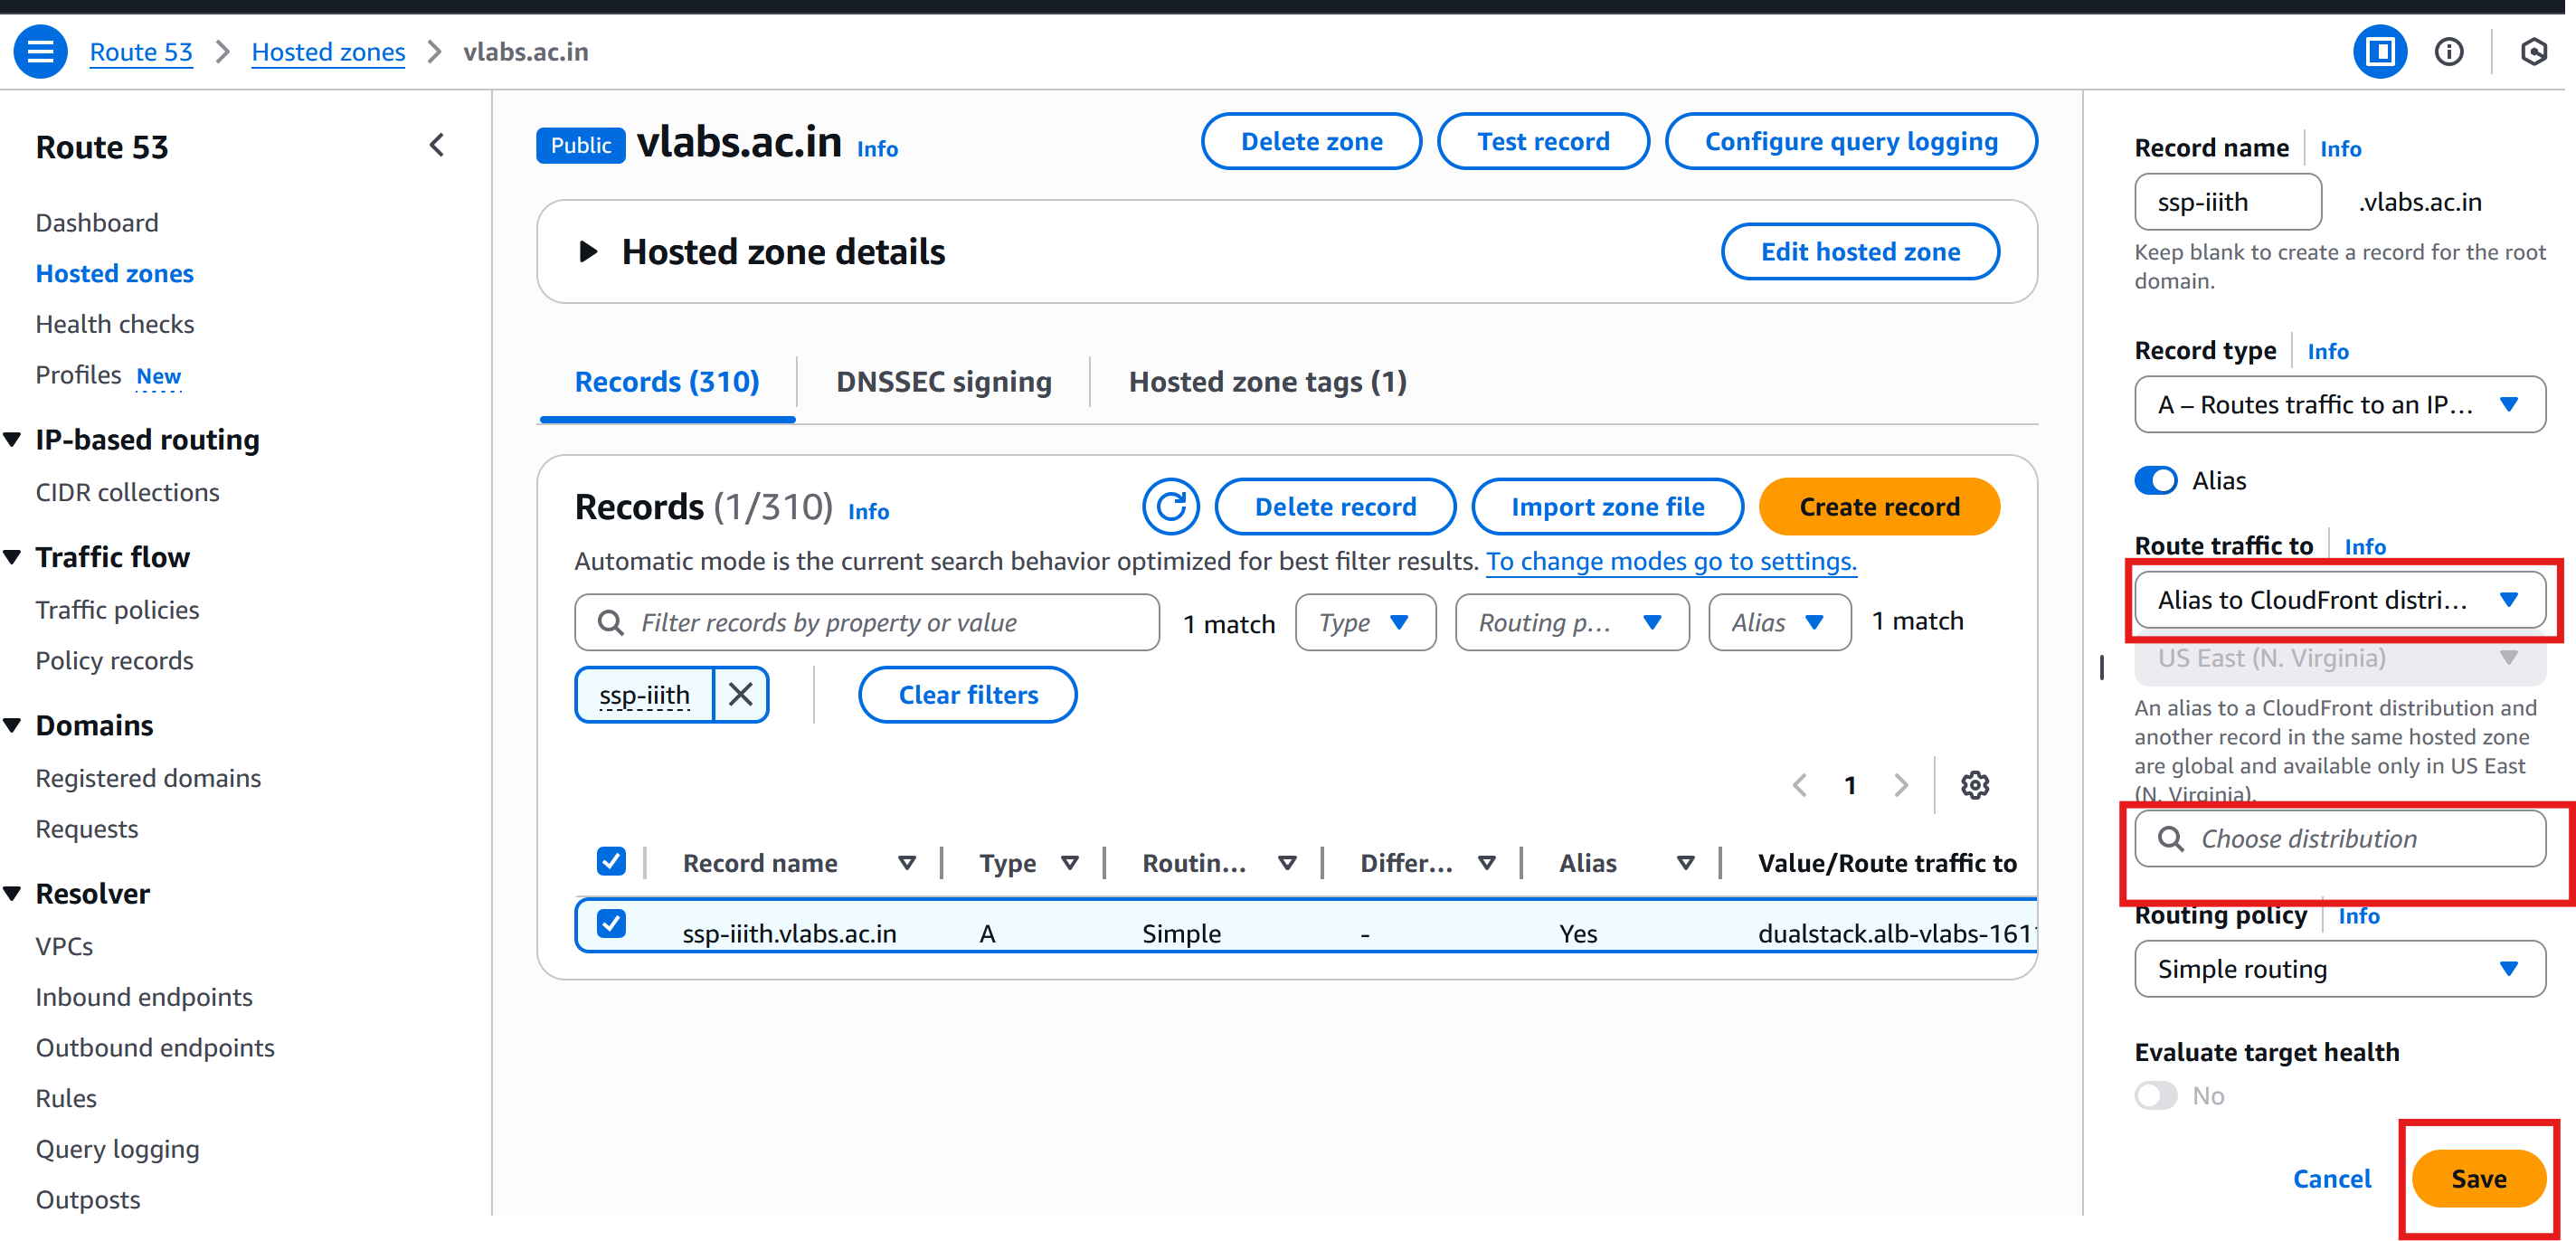 Route 53 > Hosted zones > vlabs.ac.in
Route 53
Dashboard
Hosted zones
Health checks
Profiles New
IP-based routing
CIDR collections
Traffic flow
Traffic policies
Policy records
Domains
Registered domains
Requests
Resolver
VPCs
Inbound endpoints
Outbound endpoints
Rules
Query logging
Outposts
Public vlabs.ac.in Info
Delete zone Test record Configure query logging
Hosted zone details Edit hosted zone
Records (310) DNSSEC signing Hosted zone tags (1)
Records (1/310) Info Delete record Import zone file Create record
Automatic mode is the current search behavior optimized for best filter results. To change modes go to settings.
Filter records by property or value 1 match Type Routing p... Alias 1 match
ssp-iiith Clear filters
1
Record name Type Routin... Differ... Alias Value/Route traffic to
ssp-iiith.vlabs.ac.in A Simple - Yes dualstack.alb-vlabs-161
Record name Info
ssp-iiith .vlabs.ac.in
Keep blank to create a record for the root
domain.
Record type Info
A – Routes traffic to an IP...
Alias
Route traffic to Info
Alias to CloudFront distri...
US East (N. Virginia)
An alias to a CloudFront distribution and
another record in the same hosted zone
are global and available only in US East
(N. Virginia).
Choose distribution
Routing policy Info
Simple routing
Evaluate target health
No
Cancel Save